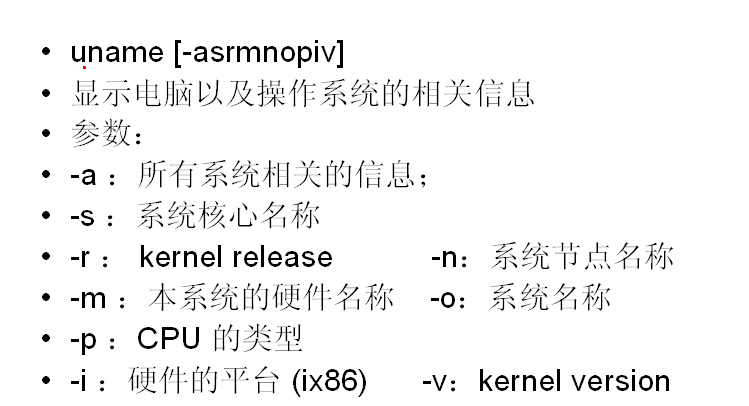 • uname [-asrmnopiv]
• 显示电脑以及操作系统的相关信息
• 参数：
• -a ：所有系统相关的信息；
• -s ：系统核心名称
• -r ： kernel release -n：系统节点名称
• -m ：本系统的硬件名称 -o：系统名称
• -p ：CPU 的类型
• -i ：硬件的平台 (ix86) -v：kernel version